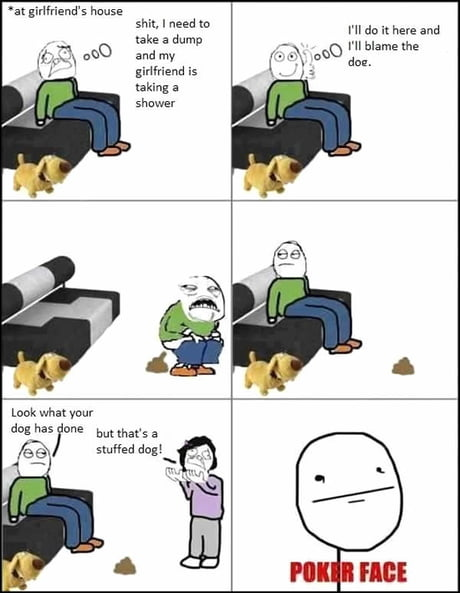 *at girlfriend's house
shit, I need to
take a dump
and my
girlfriend is
taking a
shower
I'll do it here and
I'll blame the
dog.
Look what your
dog has done
but that's a
stuffed dog!
POKER FACE